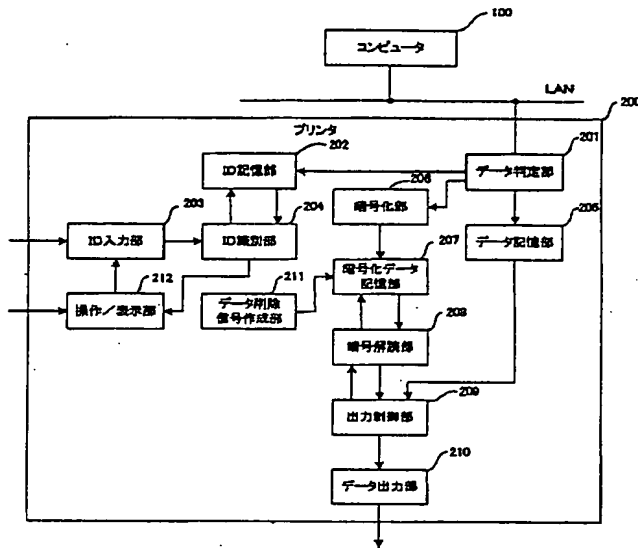 100
コンピュータ
LAN
200
プリンタ
202
ID記憶部
201
データ判定部
206
暗号化部
203
ID入力部
204
ID識別部
205
データ記憶部
207
暗号化データ
記憶部
212
操作/表示部
211
データ削除
信号作成部
208
暗号解読部
209
出力制御部
210
データ出力部